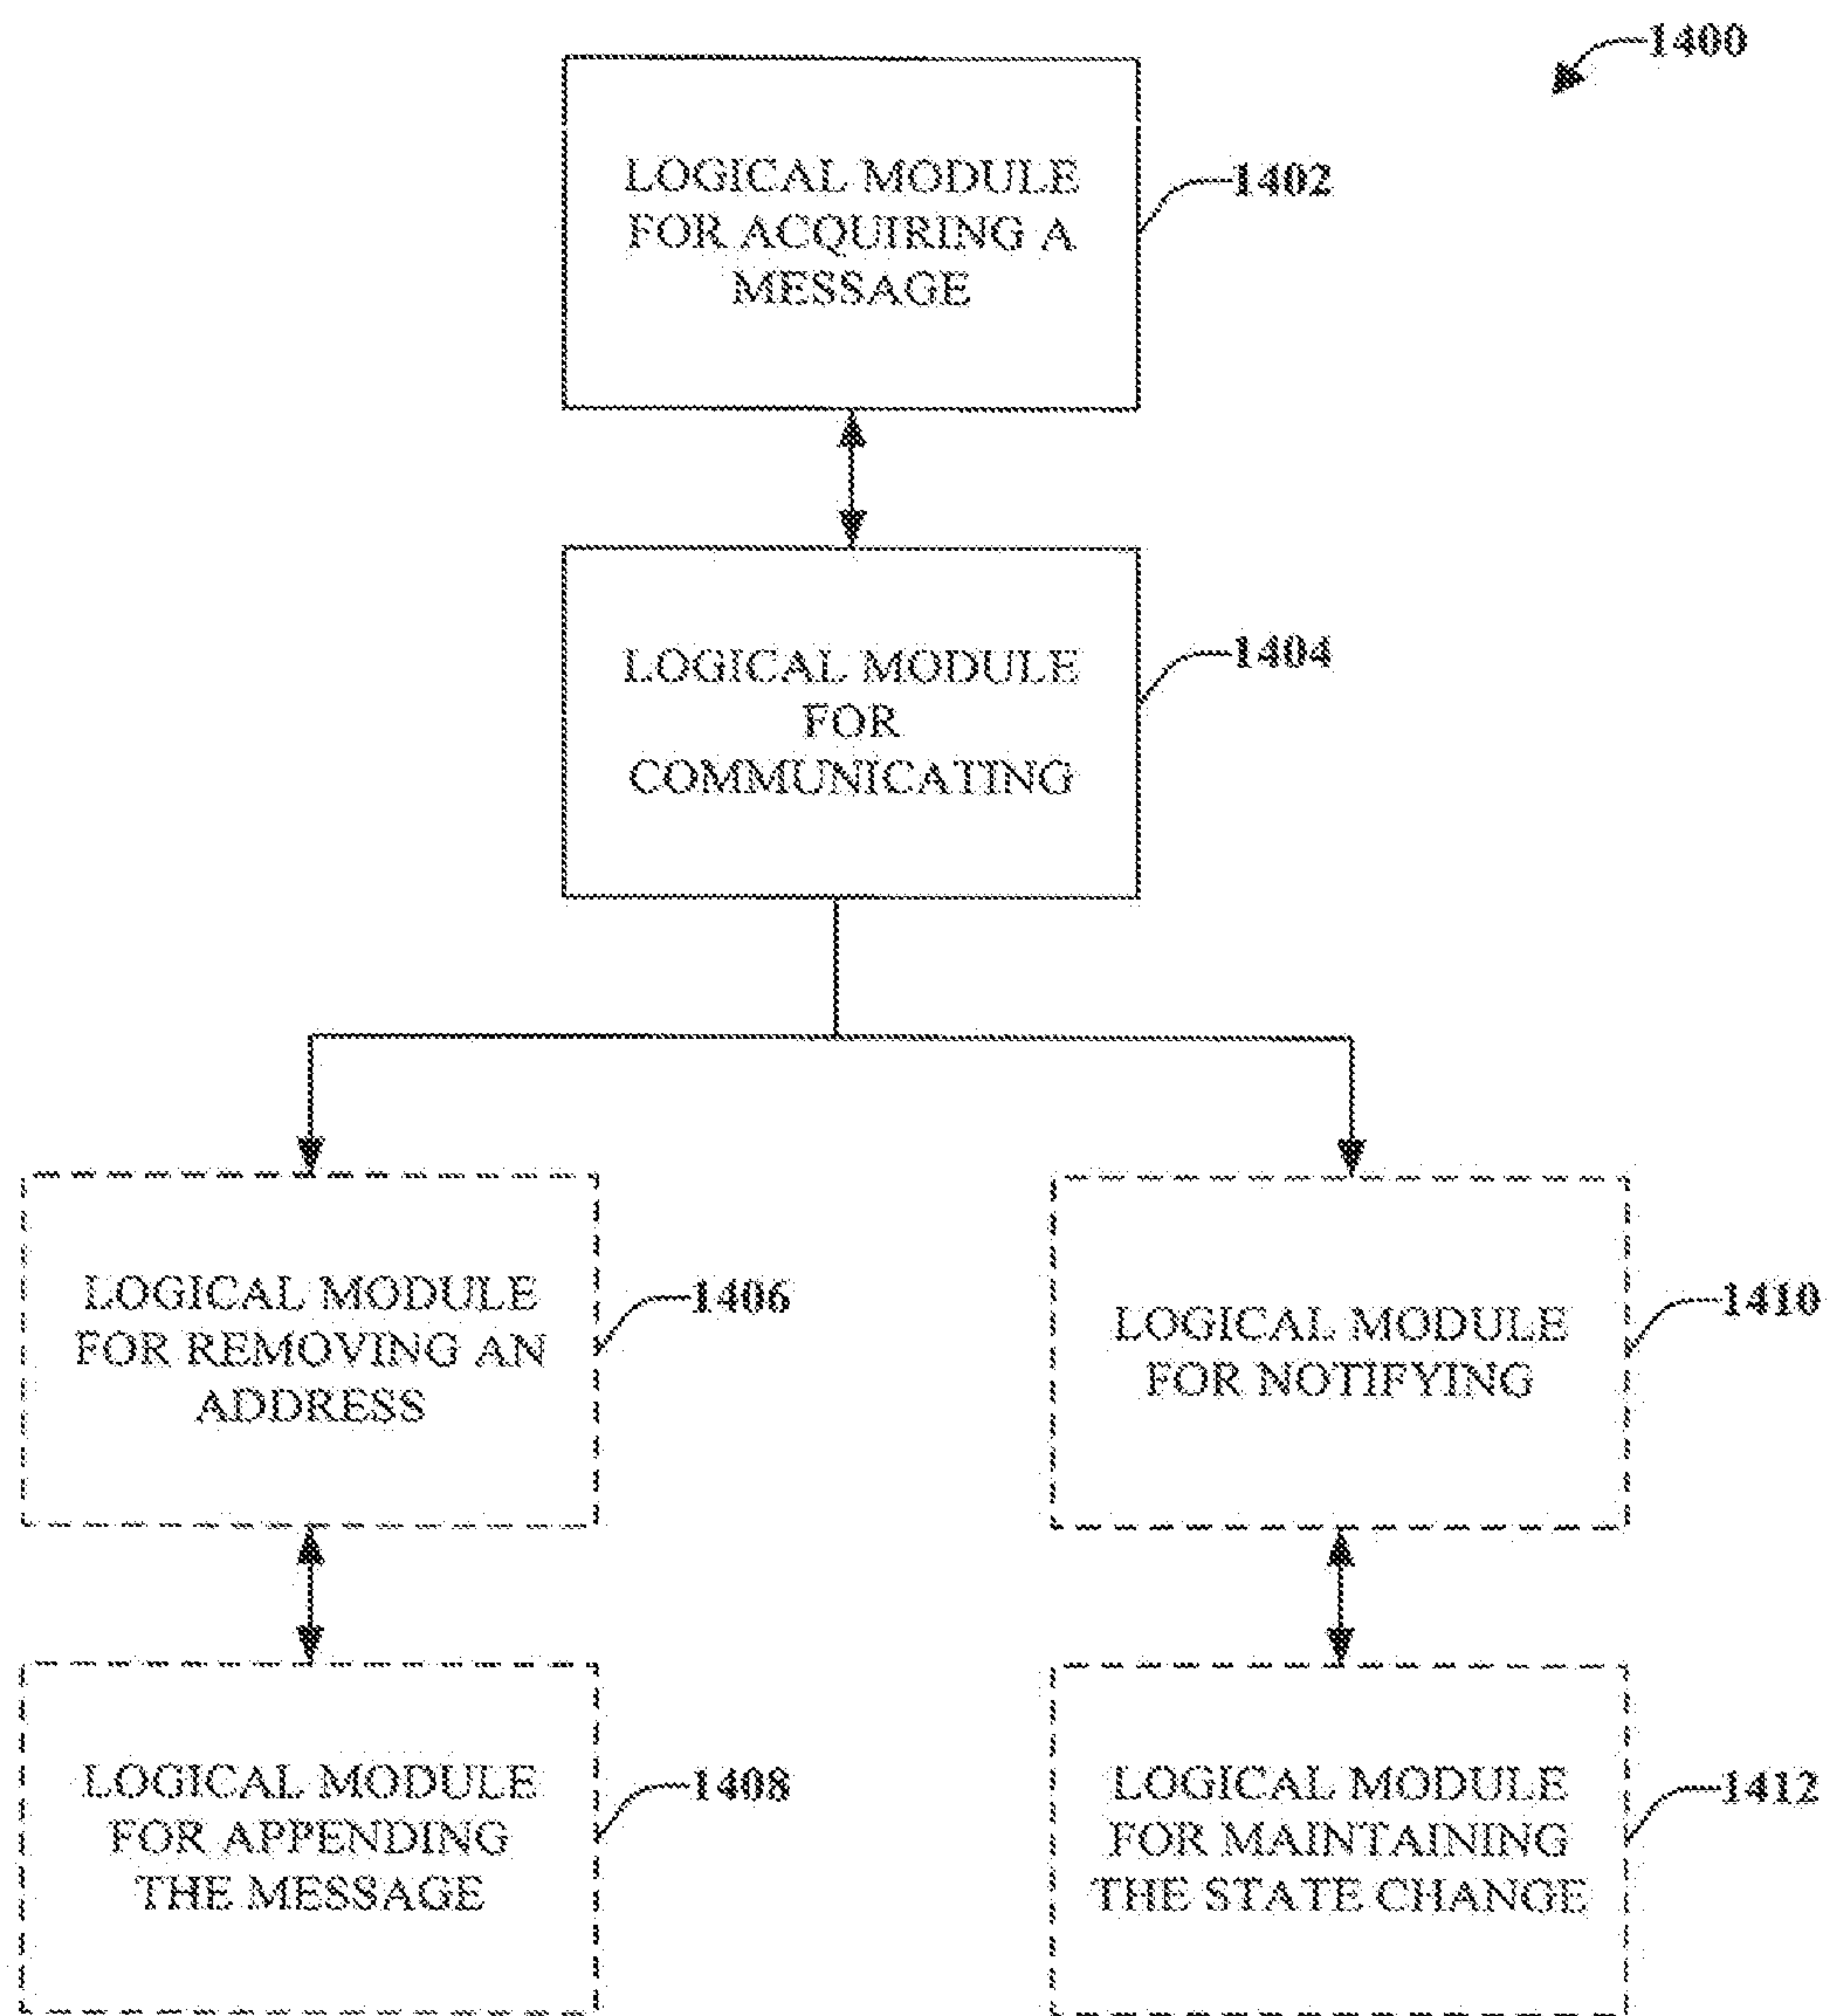 1400
LOGICAL MODULE
FOR ACQUIRING A
MESSAGE
1402
LOGICAL MODULE
FOR
COMMUNICATING
1404
LOGICAL MODULE
FOR REMOVING AN
ADDRESS
1406
LOGICAL MODULE
FOR NOTIFYING
1410
LOGICAL MODULE
FOR APPENDING
THE MESSAGE
1408
LOGICAL MODULE
FOR MAINTAINING
THE STATE CHANGE
1412